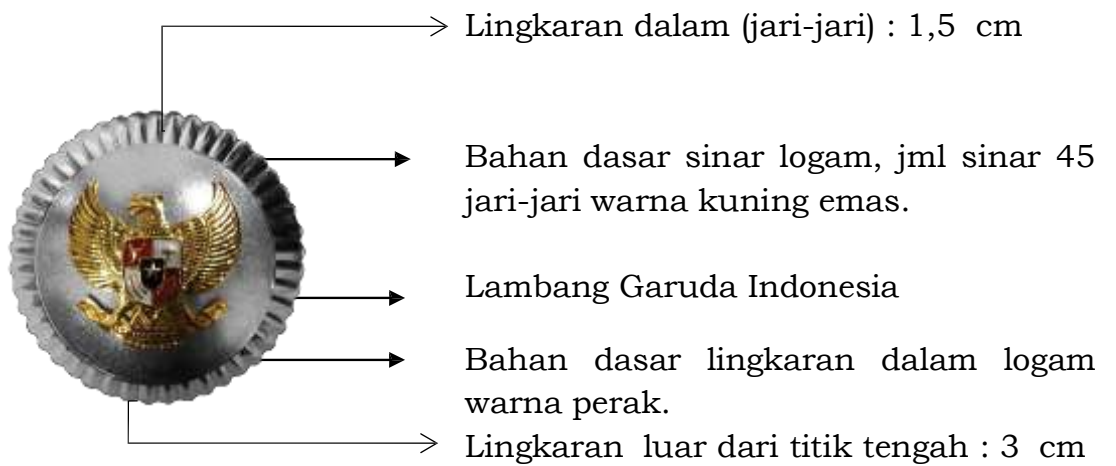 Lingkaran dalam (jari-jari) : 1,5 cm
Bahan dasar sinar logam, jml sinar 45
jari-jari warna kuning emas.
Lambang Garuda Indonesia
Bahan dasar lingkaran dalam logam
warna perak.
Lingkaran luar dari titik tengah : 3 cm